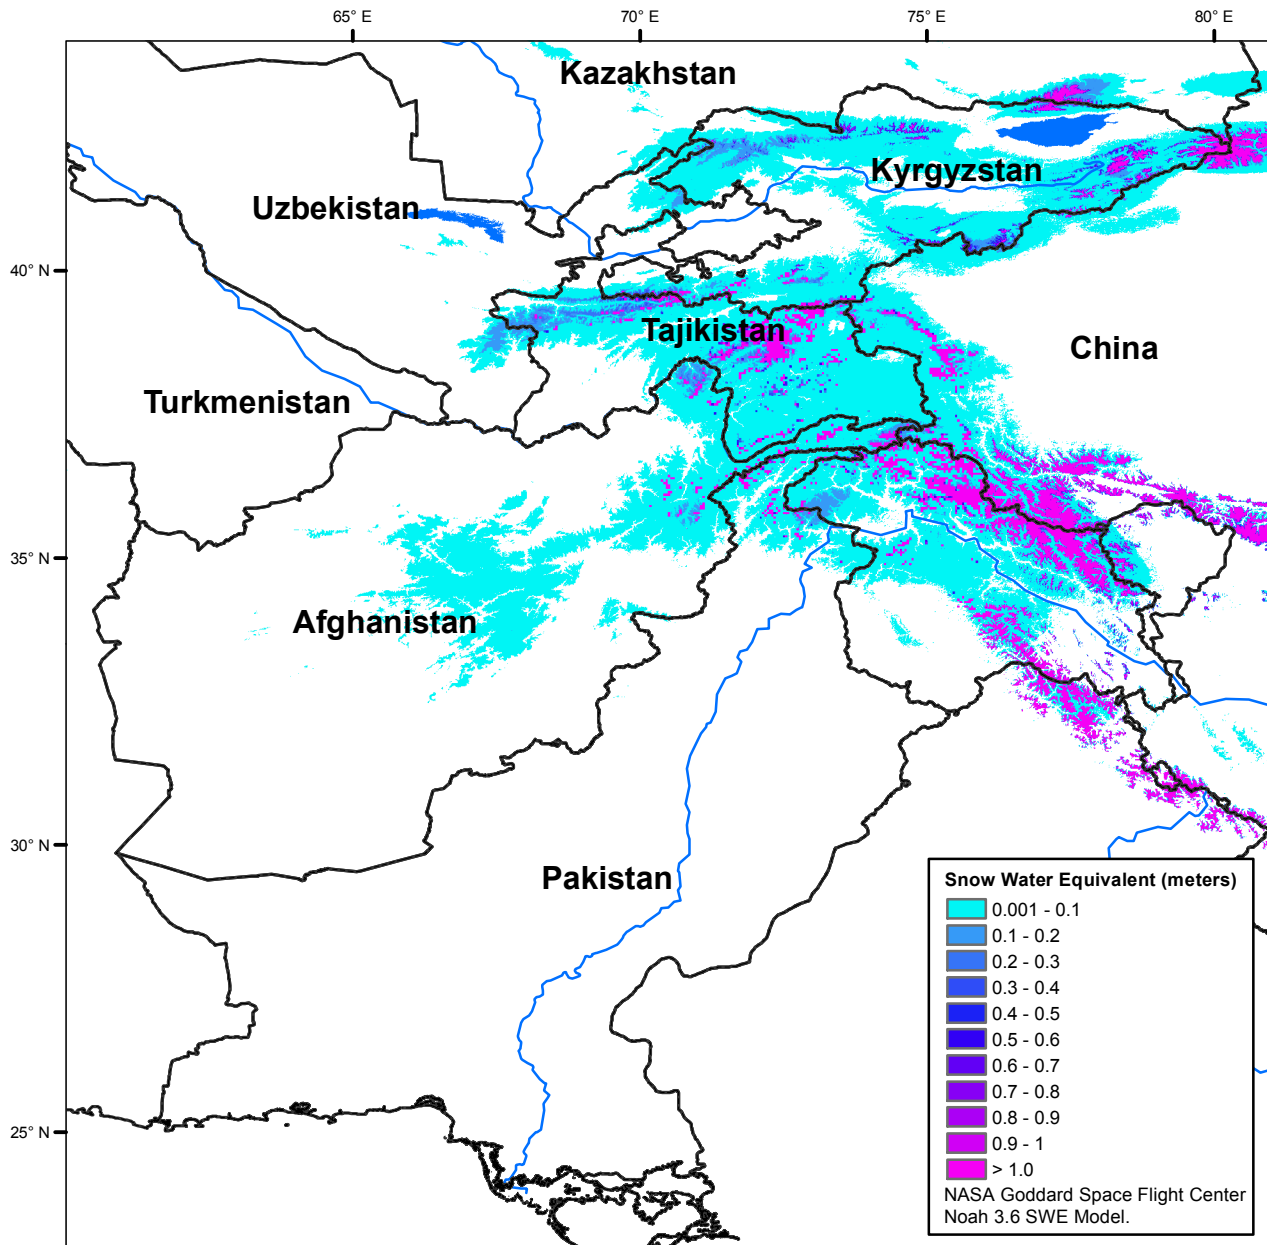 65° E
70° E
75° E
80° E
Kazakhstan
Kyrgyzstan
Uzbekistan
40° N
Tajikistan
China
Turkmenistan
35° N
Afghanistan
30° N
Pakistan
25° N
Snow Water Equivalent (meters)
0.001 - 0.1
0.1 - 0.2
0.2 - 0.3
0.3 - 0.4
0.4 - 0.5
0.5 - 0.6
0.6 - 0.7
0.7 - 0.8
0.8 - 0.9
0.9 - 1
> 1.0
NASA Goddard Space Flight Center
Noah 3.6 SWE Model.